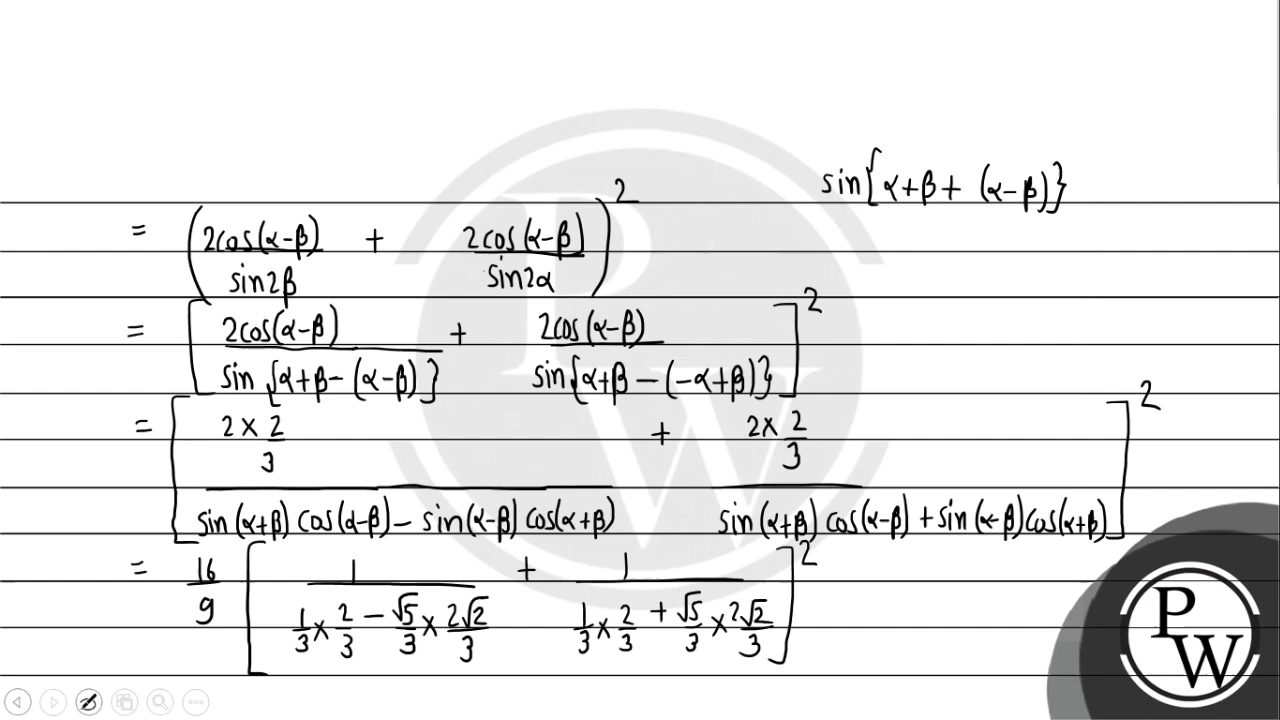 sin{α+β+ (α-β)}
= (2cos(α-β)/sin2β + 2cos(α-β)/sin2α)²
= [2cos(α-β)/sin{α+β-(α-β)} + 2cos(α-β)/sin{α+β-(-α+β)}]²
= [2×2/3/sin(α+β)cos(α-β)-sin(α-β)cos(α+β) + 2×2/3/sin(α+β)cos(α-β)+sin(α-β)cos(α+β)]²
= 16/9 [1/(1/3×2/3-√5/3×2√2/3) + 1/(1/3×2/3+√5/3×2√2/3)]²
P
W
P
W